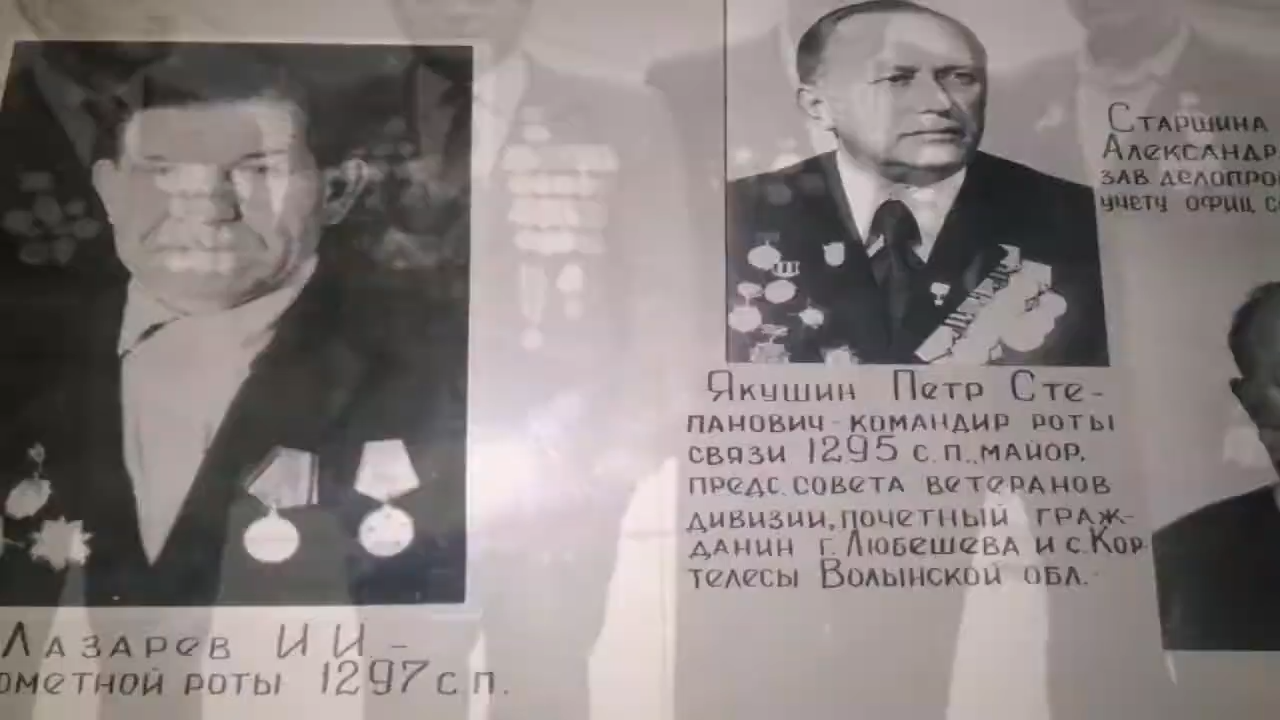 Лазарев И И. -
ометной роты 1297 с.п.
Якушин Петр Сте-
панович - командир роты
связи 1295 с.п., майор,
предс. совета ветеранов
дивизии, почетный граж-
данин г. Любешева и с. Кор-
телесы Волынской обл.-
Старшина
Александр
зав делопро
учету офиц с